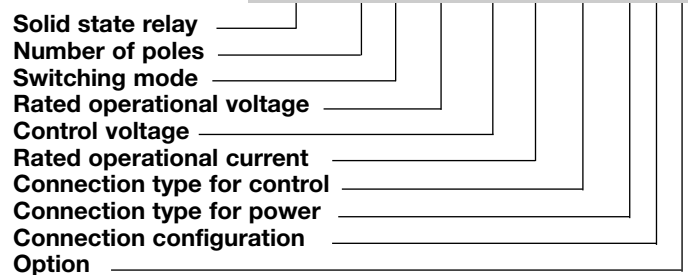 Solid state relay
Number of poles
Switching mode
Rated operational voltage
Control voltage
Rated operational current
Connection type for control
Connection type for power
Connection configuration
Option